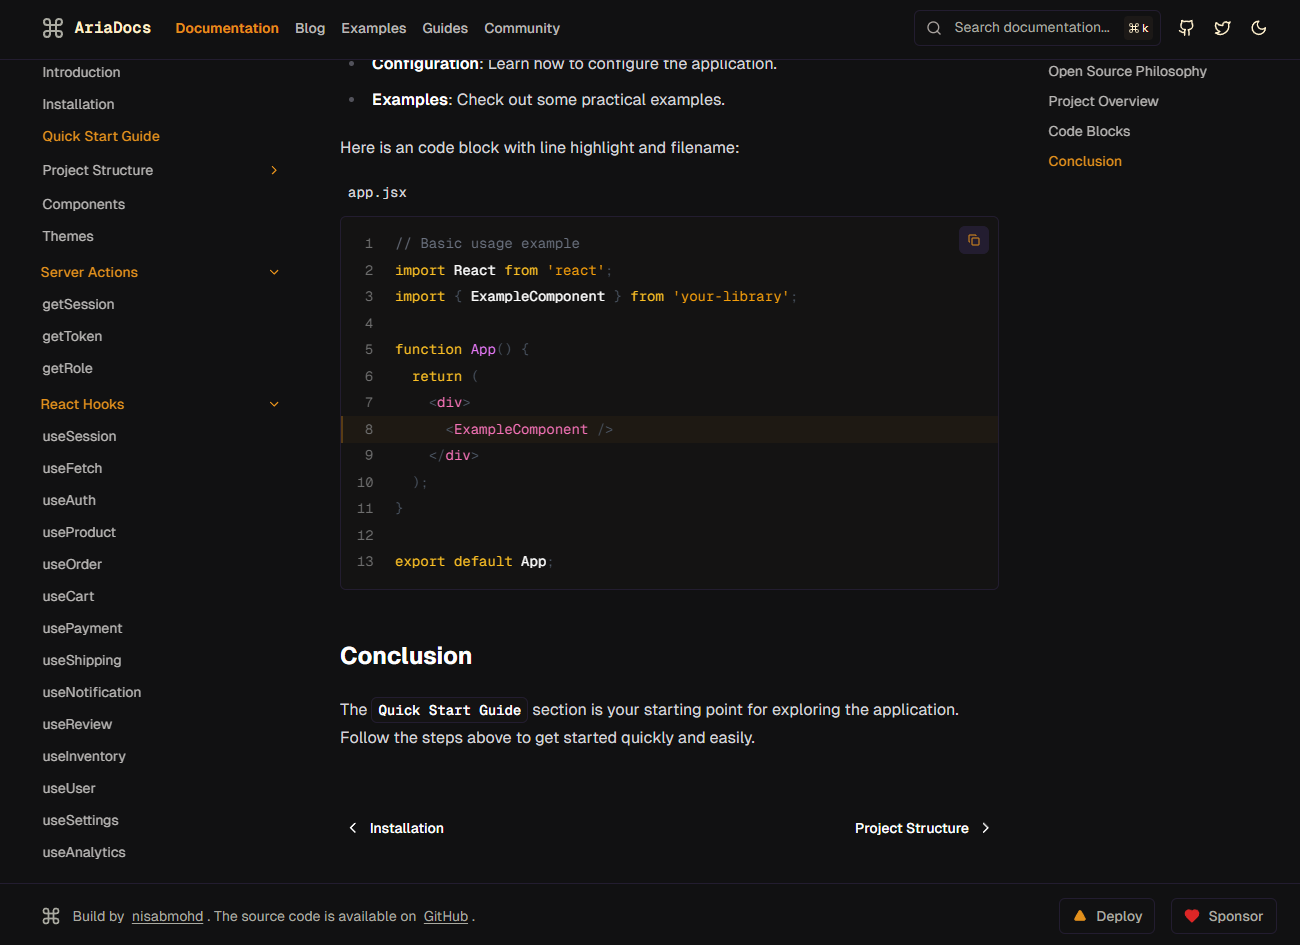 AriaDocs
Documentation
Blog
Examples
Guides
Community
Search documentation...
⌘k
Introduction
Installation
Quick Start Guide
Project Structure
Components
Themes
Server Actions
getSession
getToken
getRole
React Hooks
useSession
useFetch
useAuth
useProduct
useOrder
useCart
usePayment
useShipping
useNotification
useReview
useInventory
useUser
useSettings
useAnalytics
Configuration: Learn how to configure the application.
Examples: Check out some practical examples.
Here is an code block with line highlight and filename:
app.jsx
1 // Basic usage example
2 import React from 'react';
3 import { ExampleComponent } from 'your-library';
4
5 function App() {
6 return (
7 <div>
8 <ExampleComponent />
9 </div>
10 );
11 }
12
13 export default App;
Conclusion
The Quick Start Guide section is your starting point for exploring the application.
Follow the steps above to get started quickly and easily.
Installation
Project Structure
Open Source Philosophy
Project Overview
Code Blocks
Conclusion
Build by nisabmohd . The source code is available on GitHub .
Deploy
Sponsor